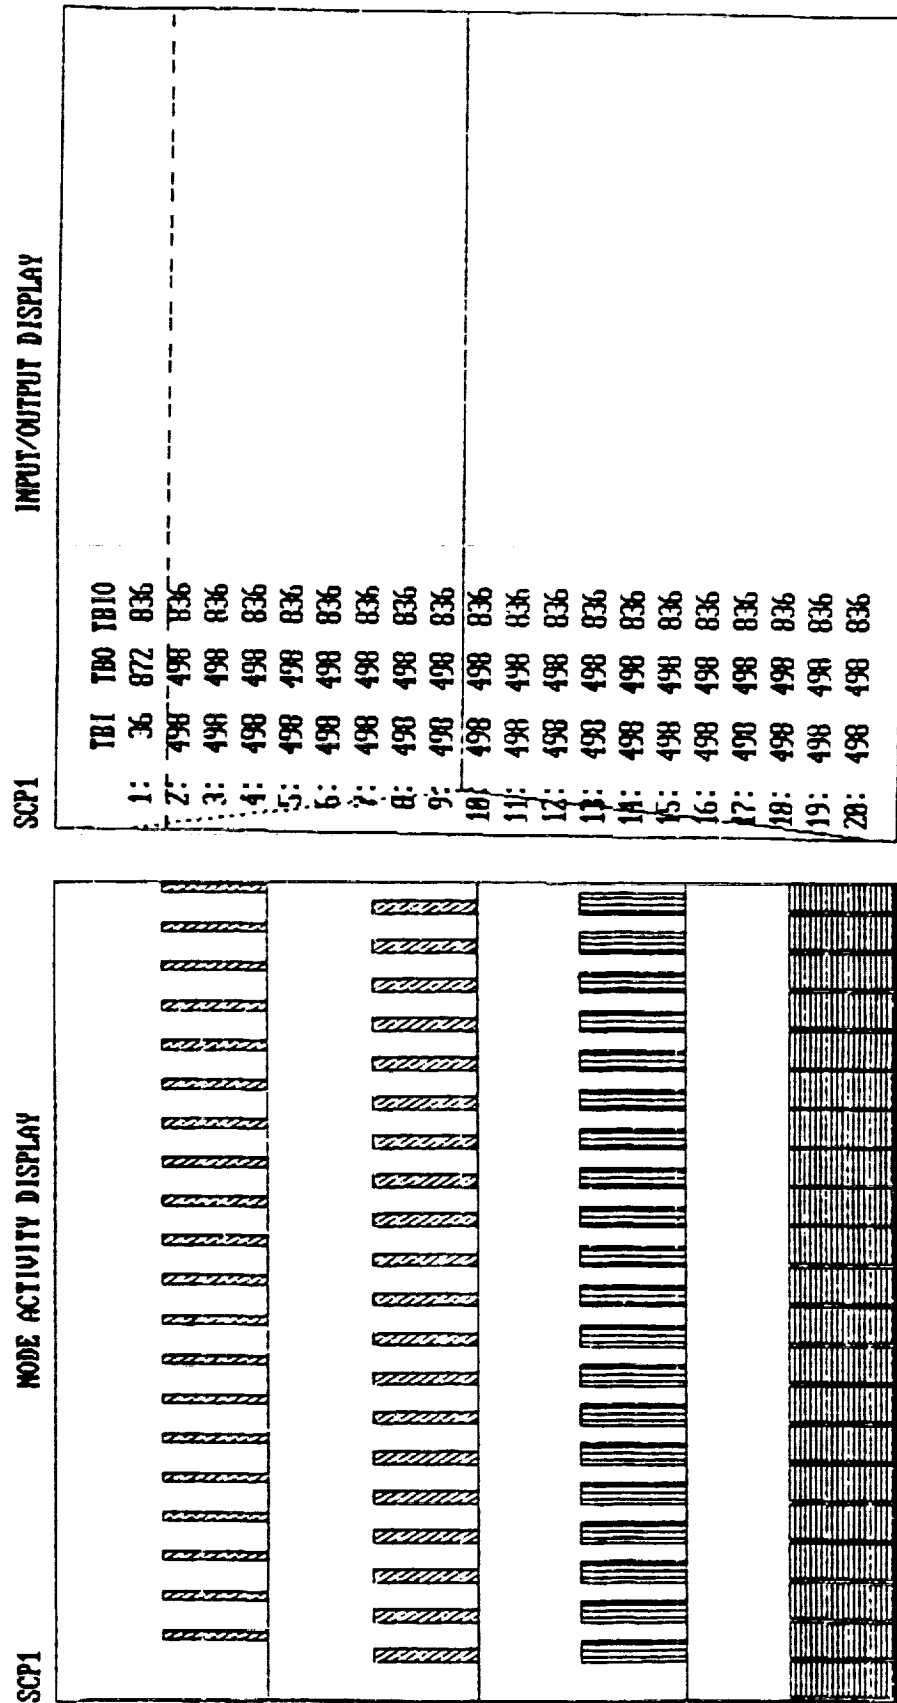 SCP1
INPUT/OUTPUT DISPLAY
TBI TBO TBIO
1: 36 872 836
2: 498 498 836
3: 498 498 836
4: 498 498 836
5: 498 498 836
6: 498 498 836
7: 498 498 836
8: 498 498 836
9: 498 498 836
10: 498 498 836
11: 498 498 836
12: 498 498 836
13: 498 498 836
14: 498 498 836
15: 498 498 836
16: 498 498 836
17: 498 498 836
18: 498 498 836
19: 498 498 836
20: 498 498 836
SCP1
NODE ACTIVITY DISPLAY